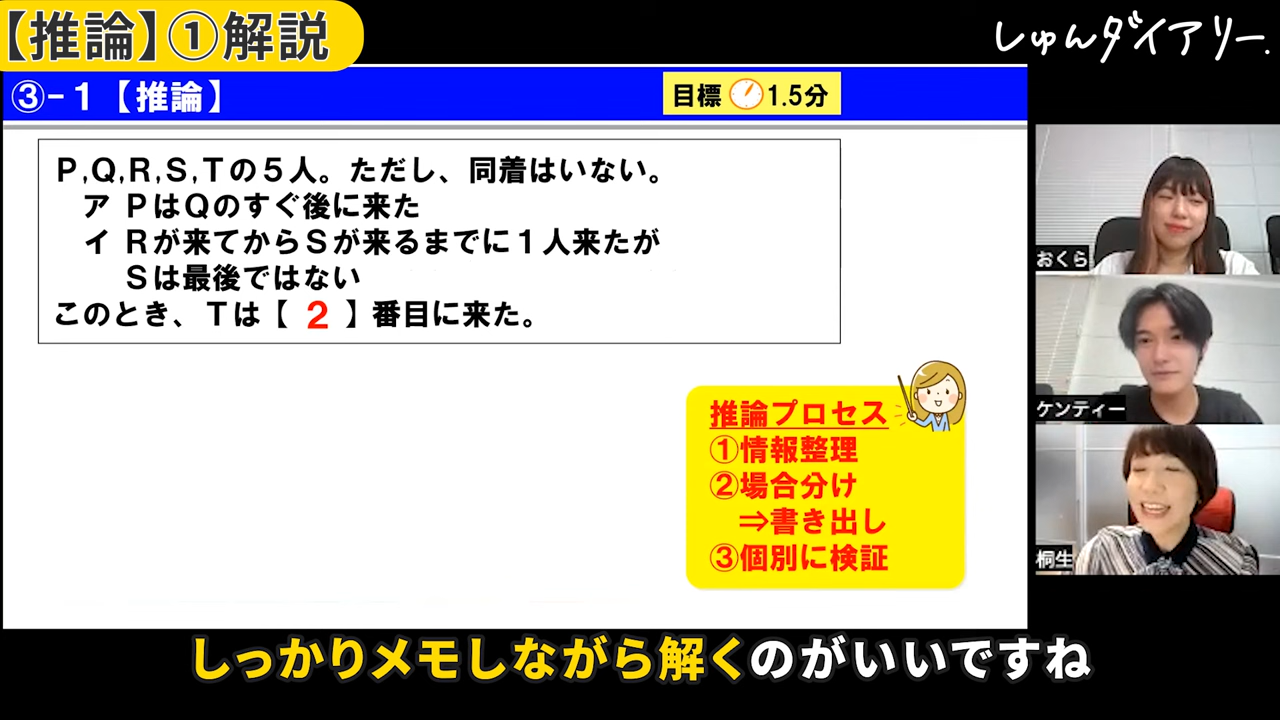 【推論】①解説
しゅんダイアリー.
③-1【推論】
目標 1.5分
P,Q,R,S,Tの5人。ただし、同着はいない。
ア PはQのすぐ後に来た
イ Rが来てからSが来るまでに1人来たが
Sは最後ではない
このとき、Tは【 2 】番目に来た。
推論プロセス
①情報整理
②場合分け
⇒書き出し
③個別に検証
おくら
ケンティー
桐生
しっかりメモしながら解くのがいいですね